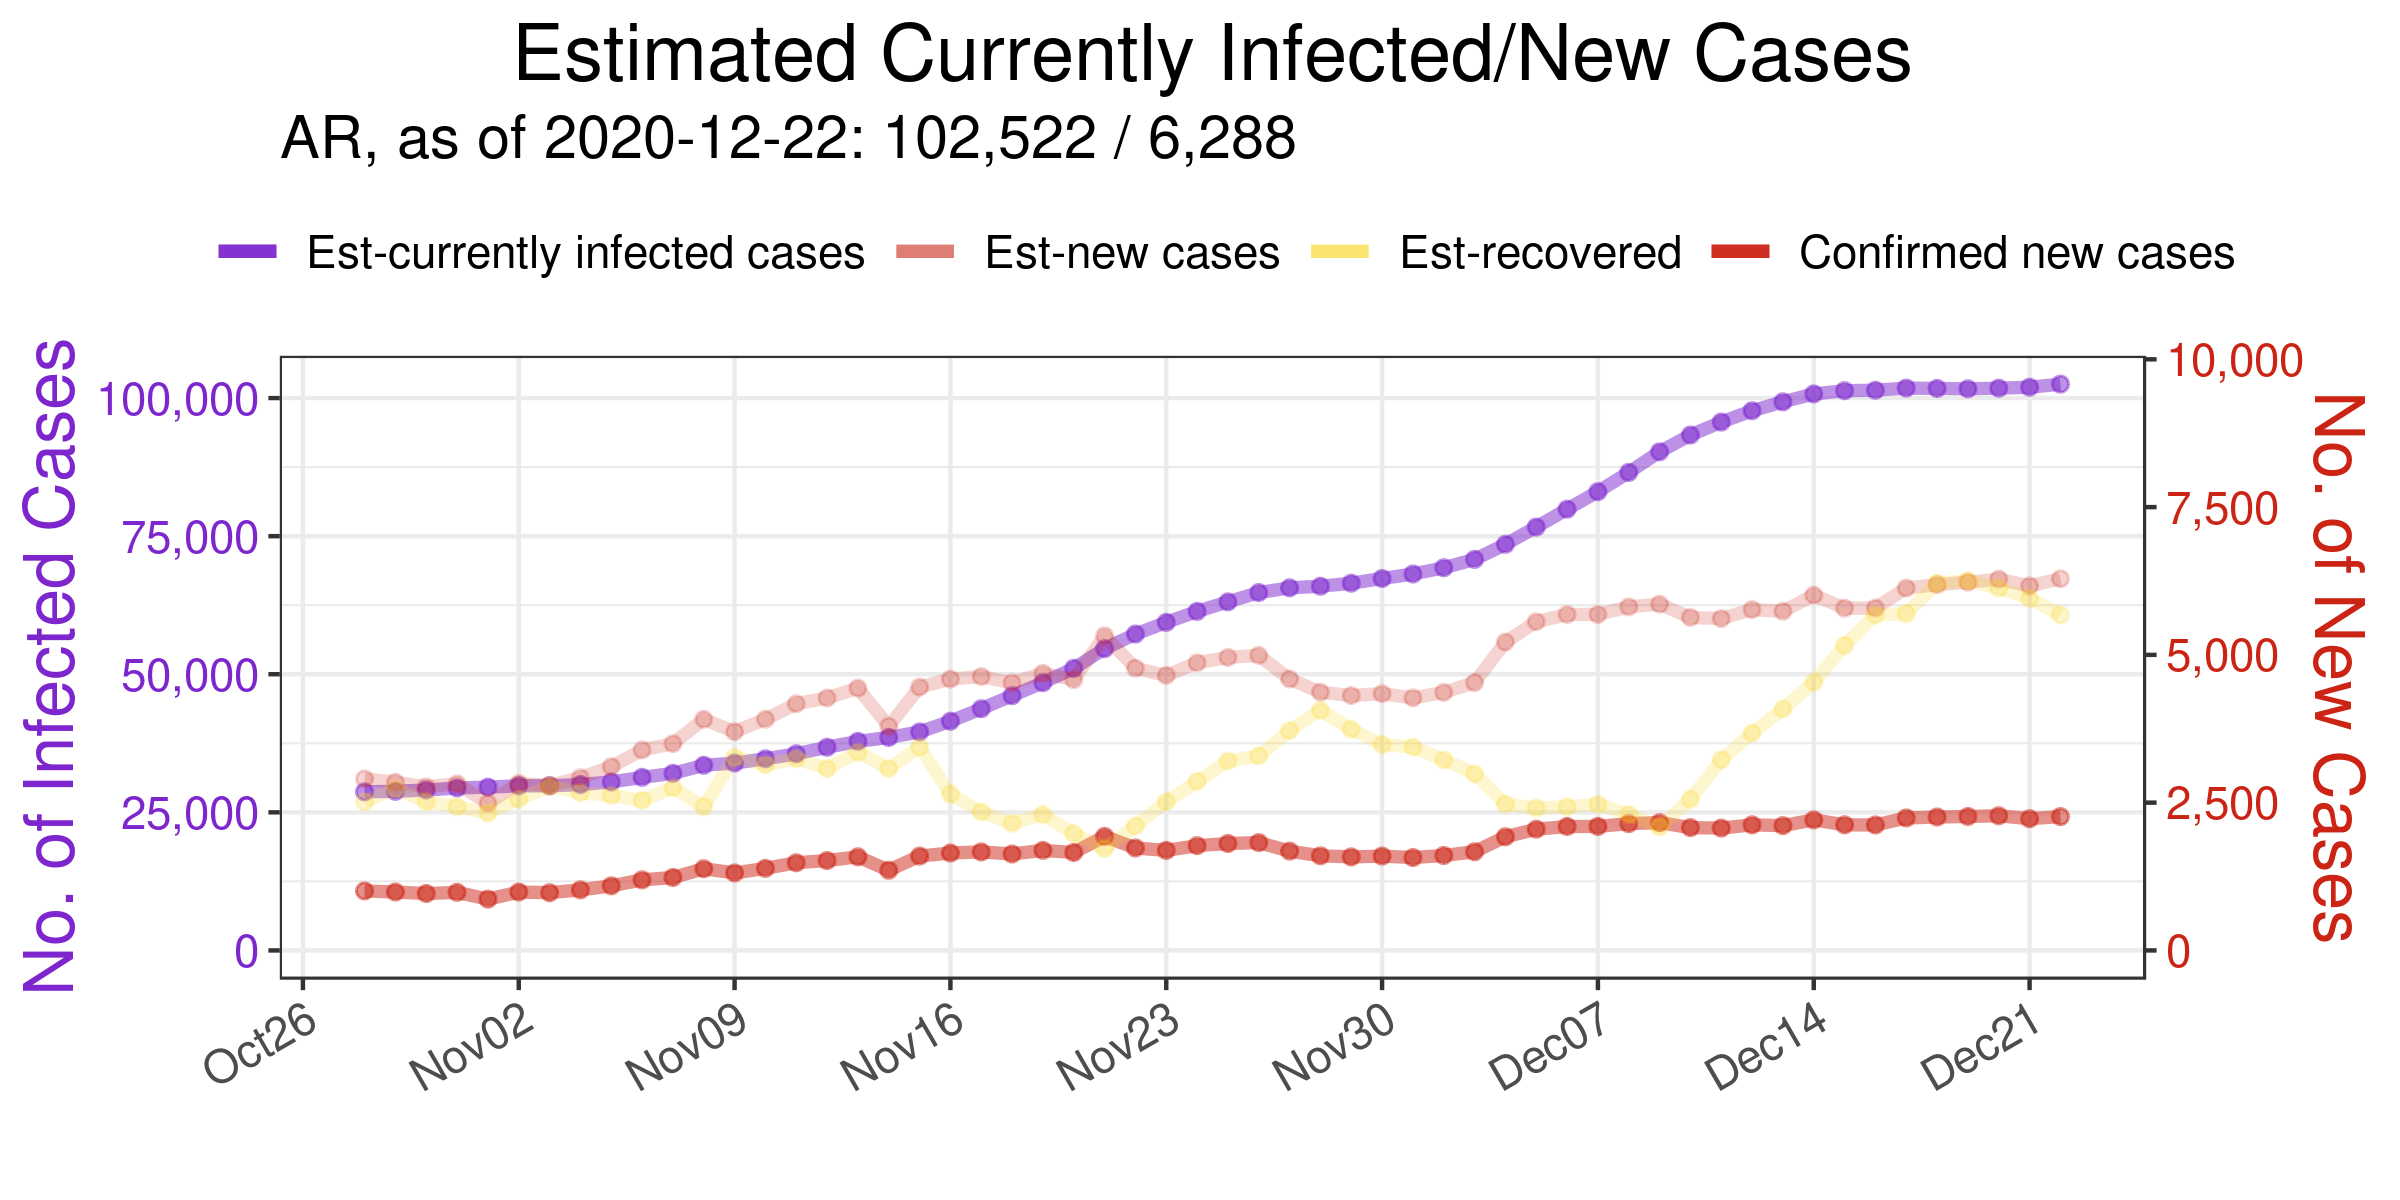 Estimated Currently Infected/New Cases
AR, as of 2020-12-22: 102,522 / 6,288
Est-currently infected cases Est-new cases Est-recovered Confirmed new cases
No. of Infected Cases
100,000
75,000
50,000
25,000
0
10,000
7,500
5,000
2,500
0
No. of New Cases
Oct26 Nov02 Nov09 Nov16 Nov23 Nov30 Dec07 Dec14 Dec21